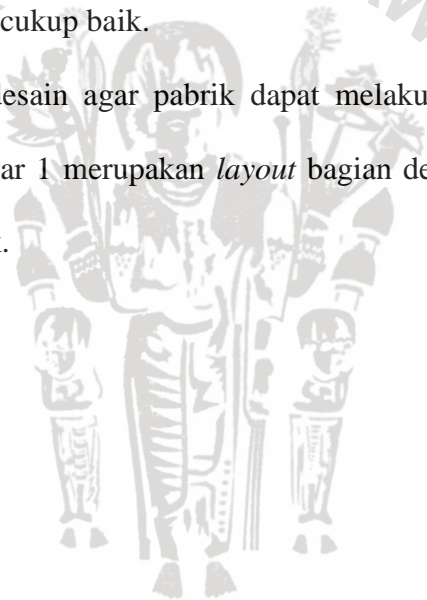 cukup baik.
desain agar pabrik dapat melaku
ar 1 merupakan layout bagian de